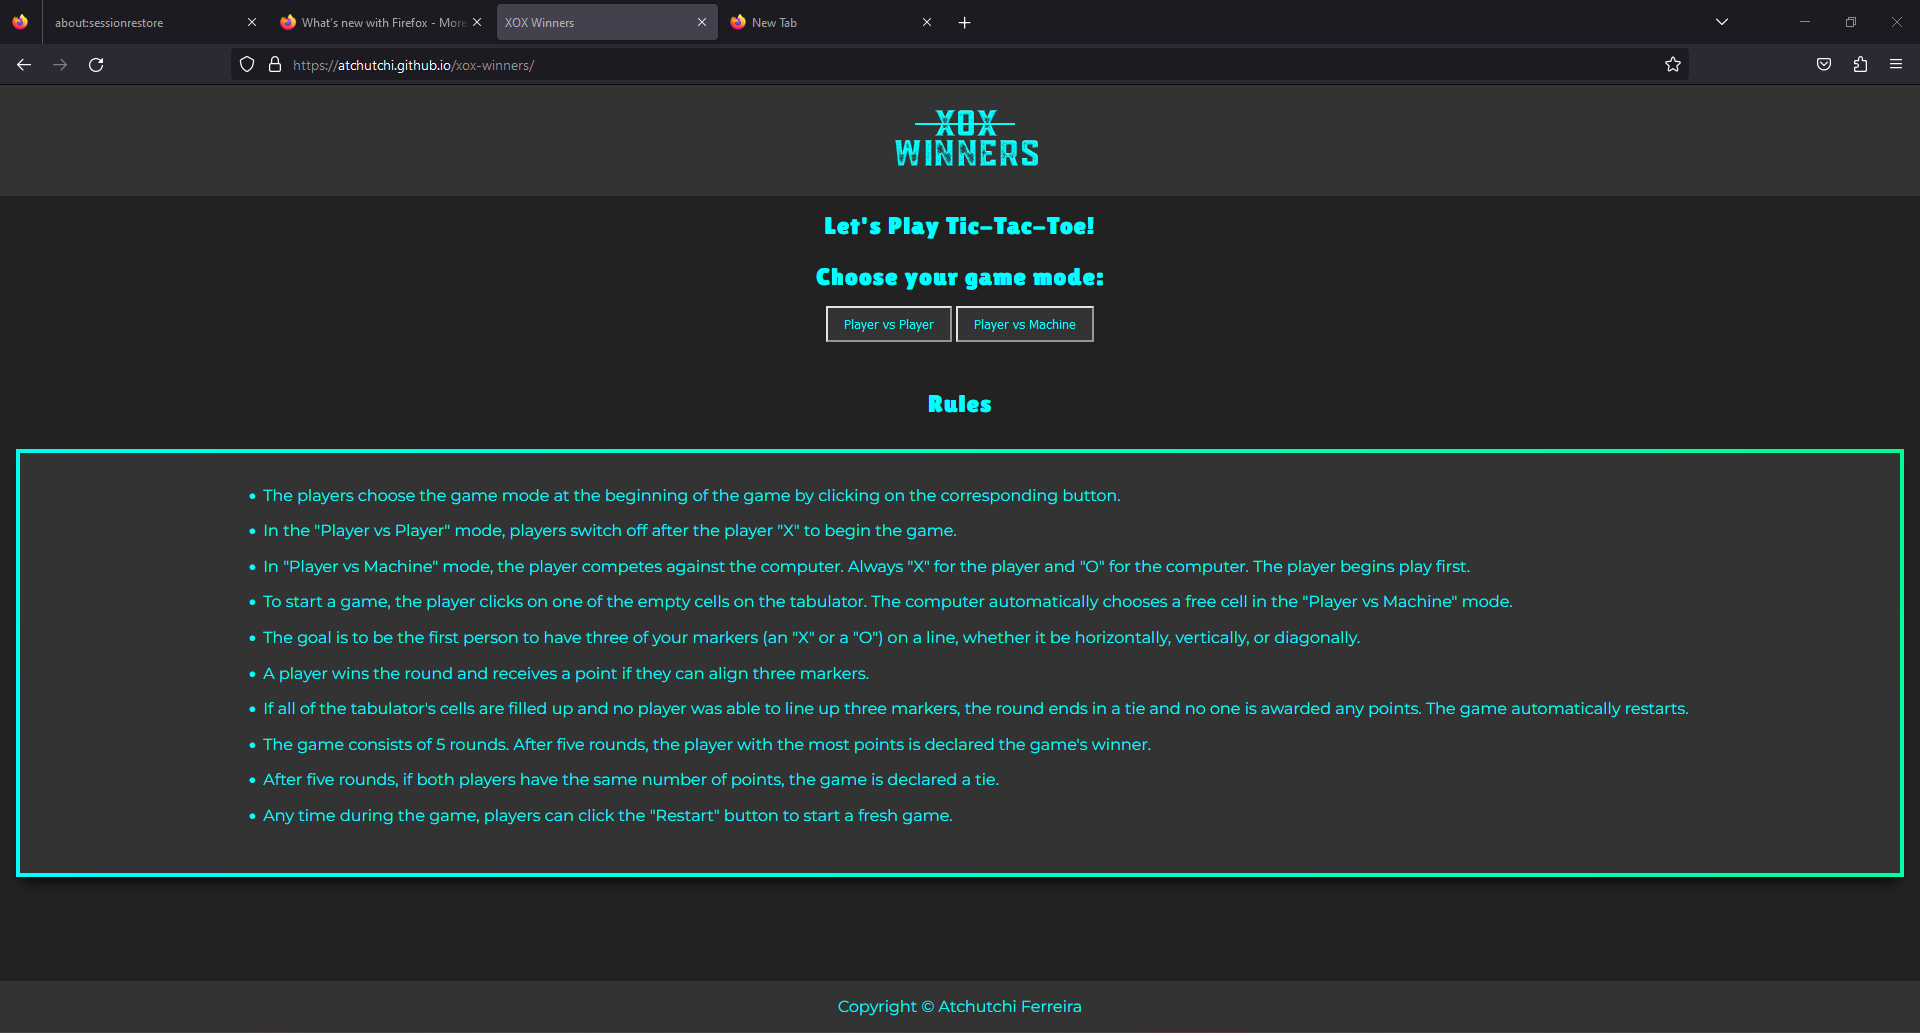 about:sessionrestore
What's new with Firefox - More
XOX Winners
New Tab
https://atchutchi.github.io/xox-winners/
XOX
WINNERS
Let's Play Tic-Tac-Toe!
Choose your game mode:
Player vs Player
Player vs Machine
Rules
• The players choose the game mode at the beginning of the game by clicking on the corresponding button.
• In the "Player vs Player" mode, players switch off after the player "X" to begin the game.
• In "Player vs Machine" mode, the player competes against the computer. Always "X" for the player and "O" for the computer. The player begins play first.
• To start a game, the player clicks on one of the empty cells on the tabulator. The computer automatically chooses a free cell in the "Player vs Machine" mode.
• The goal is to be the first person to have three of your markers (an "X" or a "O") on a line, whether it be horizontally, vertically, or diagonally.
• A player wins the round and receives a point if they can align three markers.
• If all of the tabulator's cells are filled up and no player was able to line up three markers, the round ends in a tie and no one is awarded any points. The game automatically restarts.
• The game consists of 5 rounds. After five rounds, the player with the most points is declared the game's winner.
• After five rounds, if both players have the same number of points, the game is declared a tie.
• Any time during the game, players can click the "Restart" button to start a fresh game.
Copyright © Atchutchi Ferreira